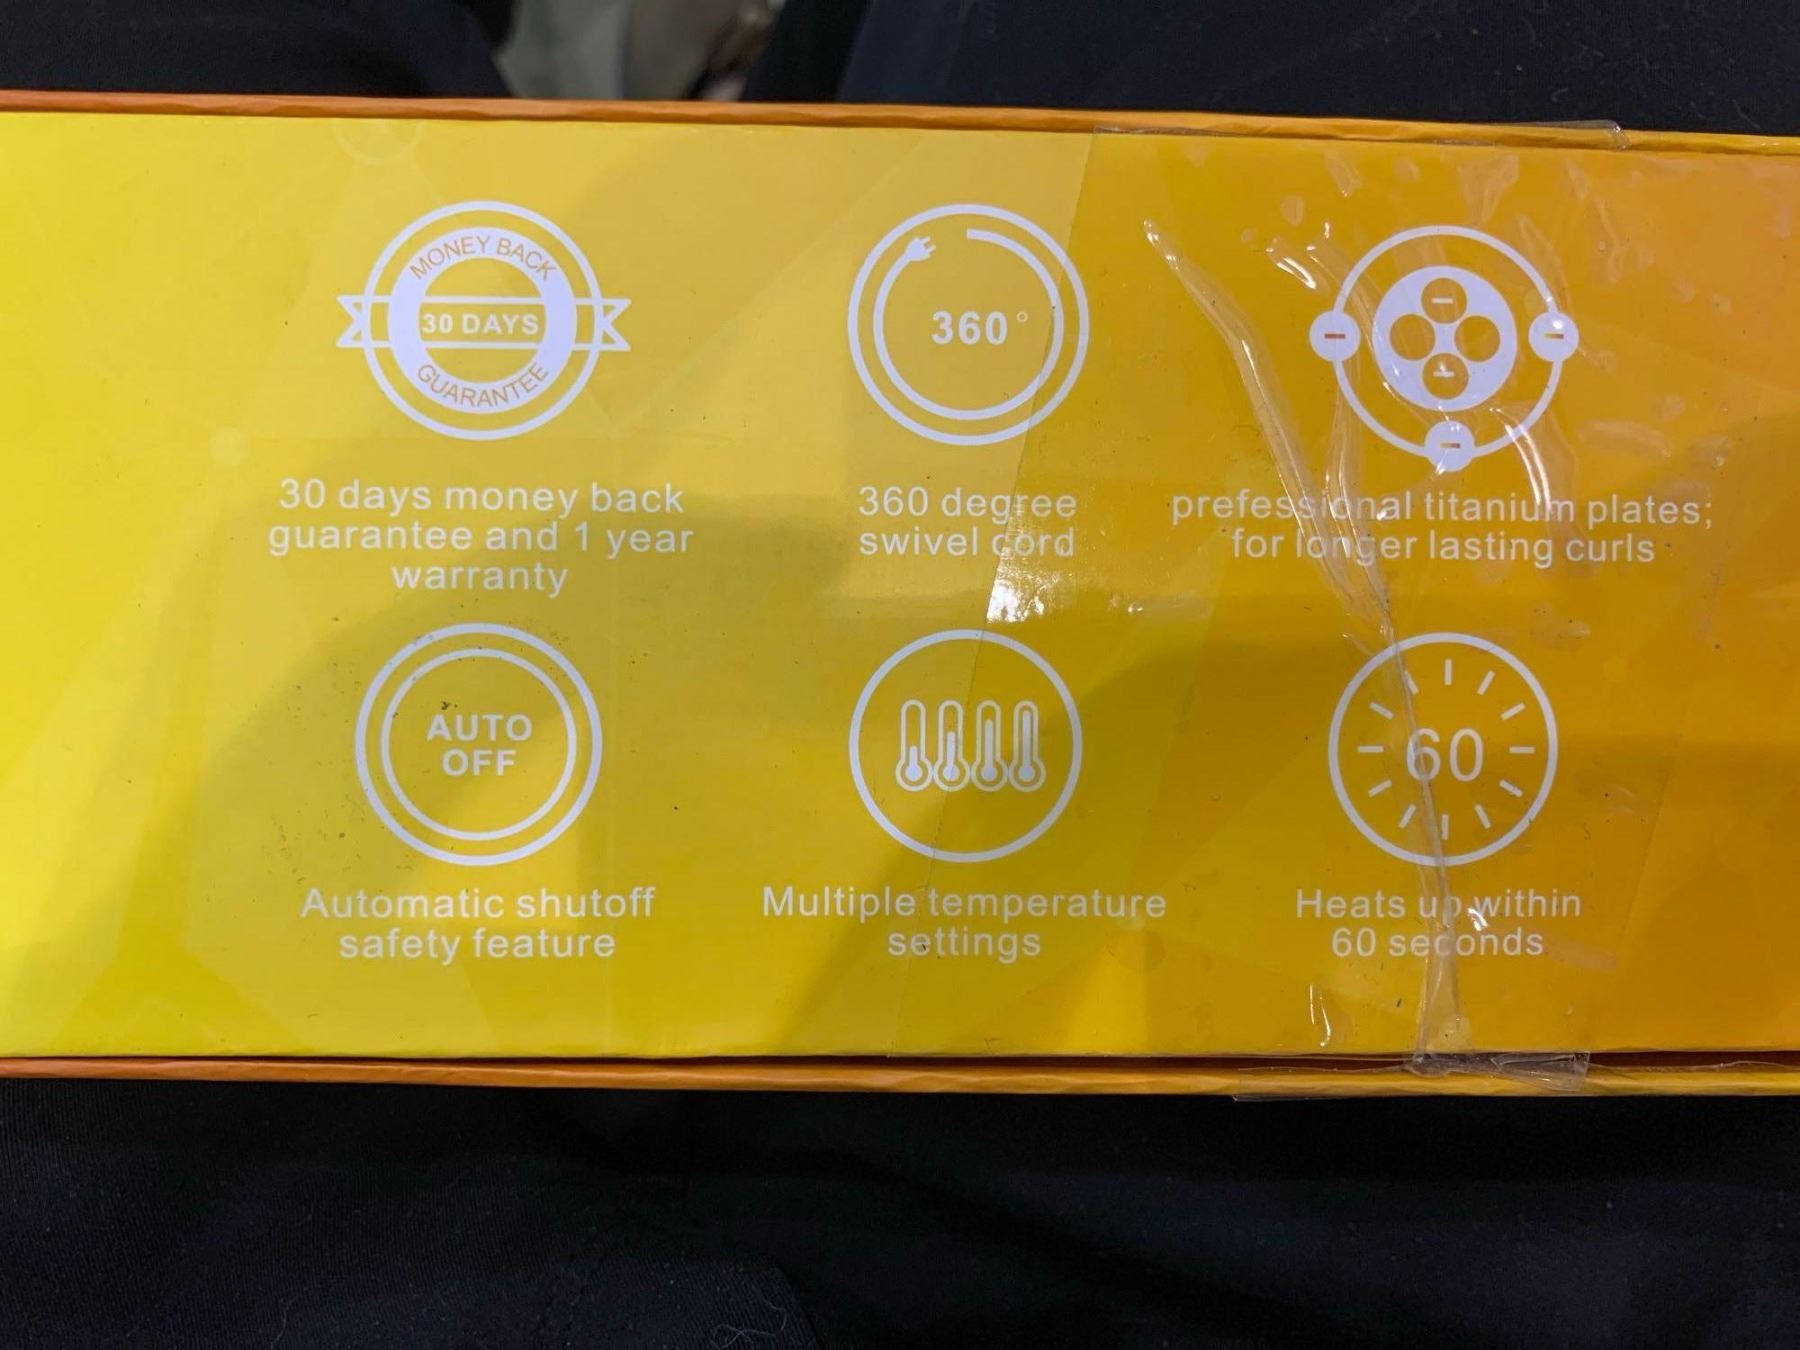 MONEY BACK
30 DAYS
GUARANTEE
30 days money back
guarantee and 1 year
warranty
360°
360 degree
swivel cord
prefessional titanium plates;
for longer lasting curls
AUTO
OFF
Automatic shutoff
safety feature
Multiple temperature
settings
60
Heats up within
60 seconds